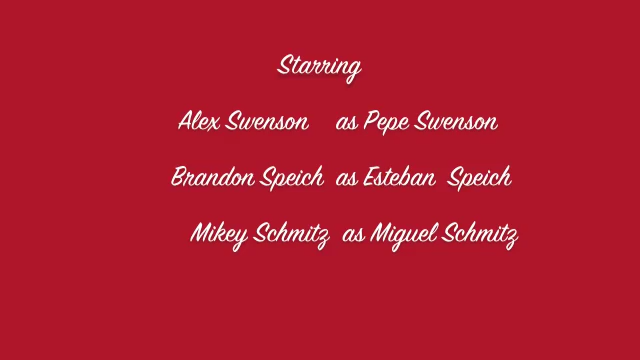 Starring
Alex Swenson as Pepe Swenson
Brandon Speich as Esteban Speich
Mikey Schmitz as Miguel Schmitz